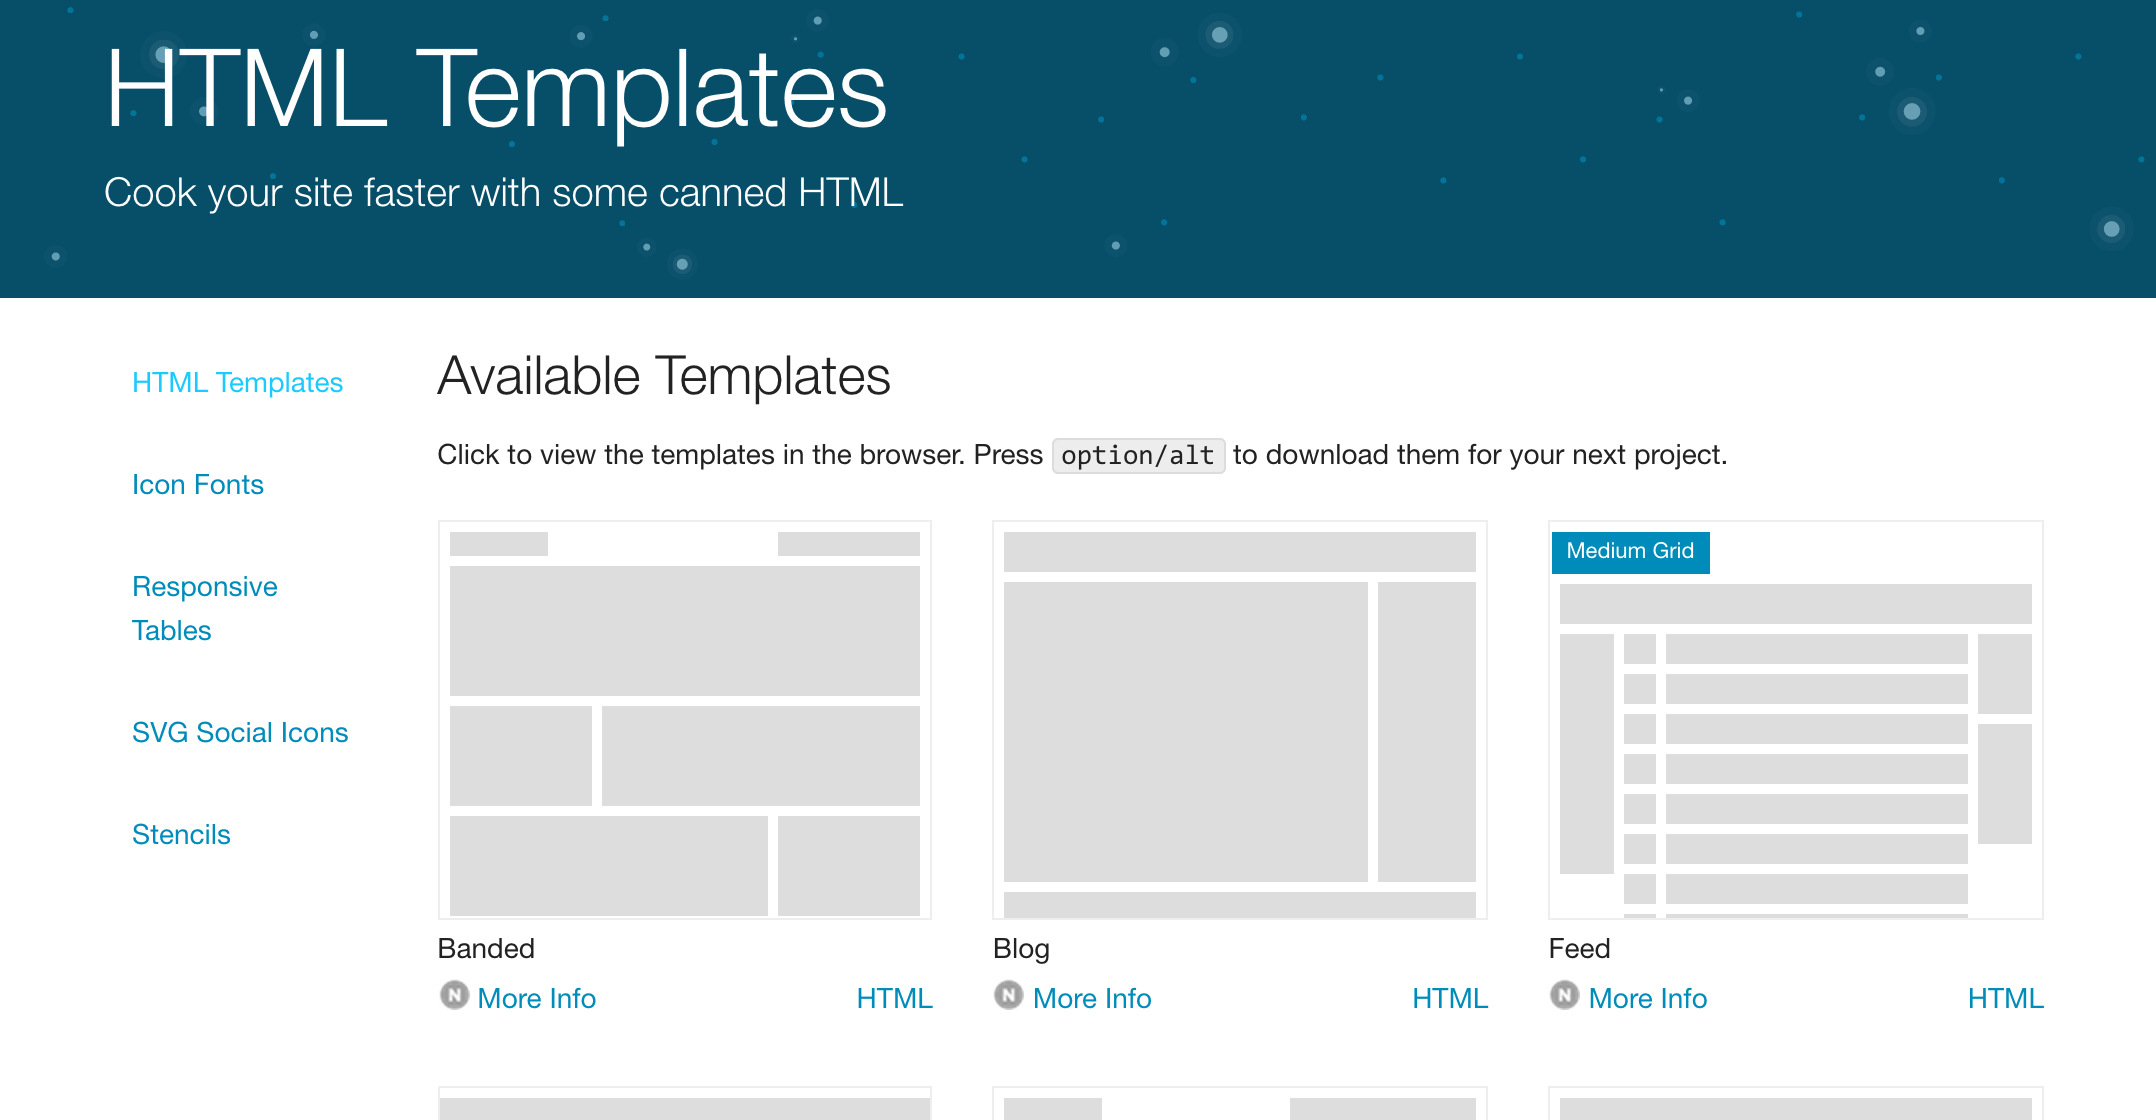 HTML Templates
Cook your site faster with some canned HTML
HTML Templates
Icon Fonts
Responsive
Tables
SVG Social Icons
Stencils
Available Templates
Click to view the templates in the browser. Press option/alt to download them for your next project.
Medium Grid
Banded
N More Info HTML
Blog
N More Info HTML
Feed
N More Info HTML